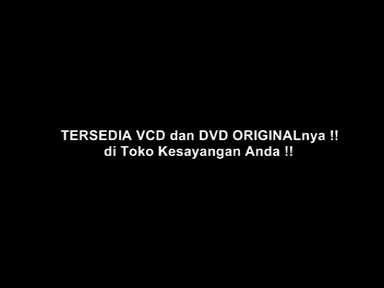 TERSEDIA VCD dan DVD ORIGINALnya !!
di Toko Kesayangan Anda !!